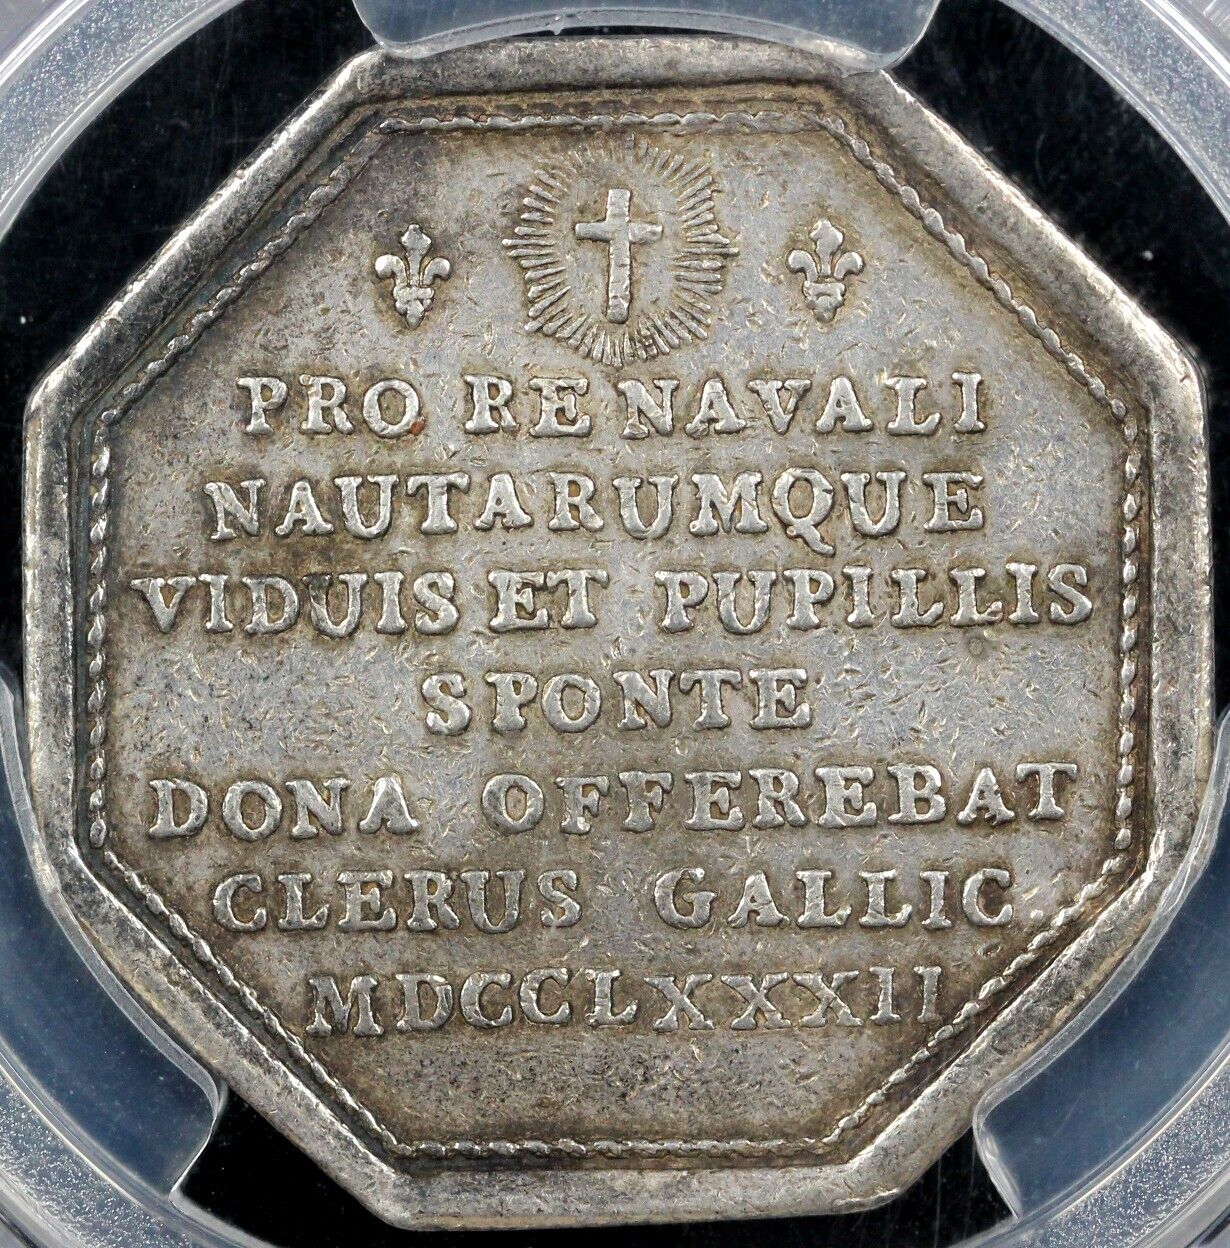 PRO RE NAVALI
NAUTARUMQUE
VIDUIS ET PUPILLIS
SPONTE
DONA OFFEREBAT
CLERUS GALLIC.
MDCCLXXXII